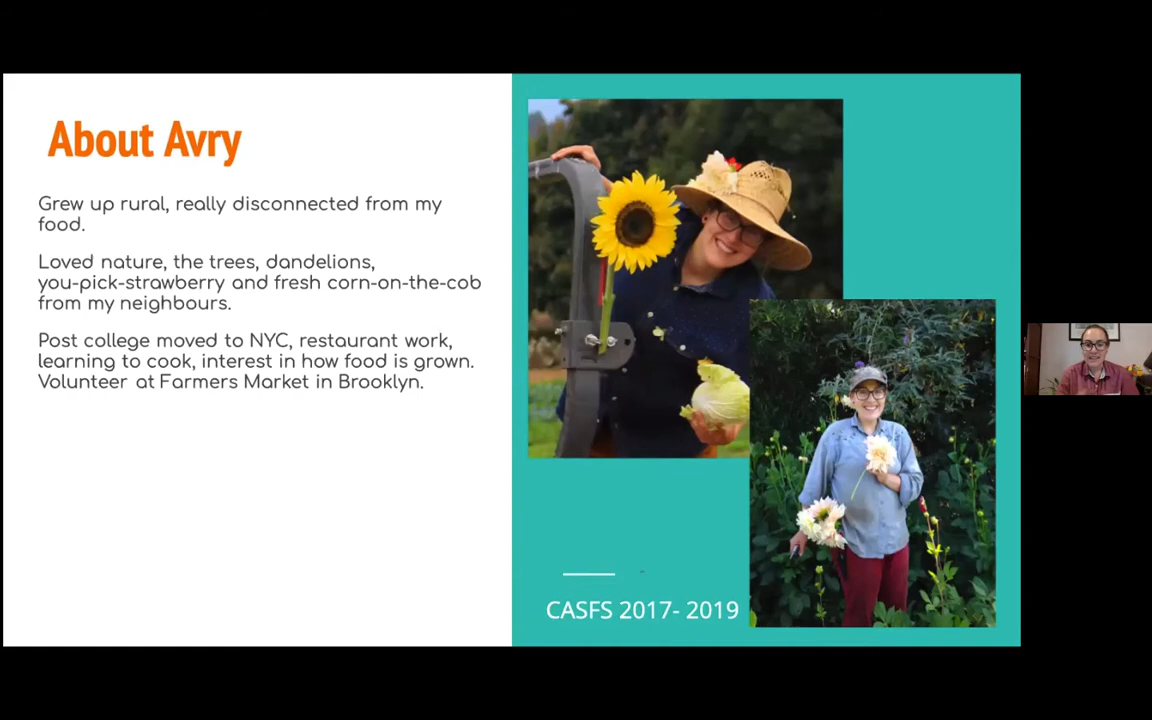 About Avry
Grew up rural, really disconnected from my
food.
Loved nature, the trees, dandelions,
you-pick-strawberry and fresh corn-on-the-cob
from my neighbours.
Post college moved to NYC, restaurant work,
learning to cook, interest in how food is grown.
Volunteer at Farmers Market in Brooklyn.
CASFS 2017- 2019